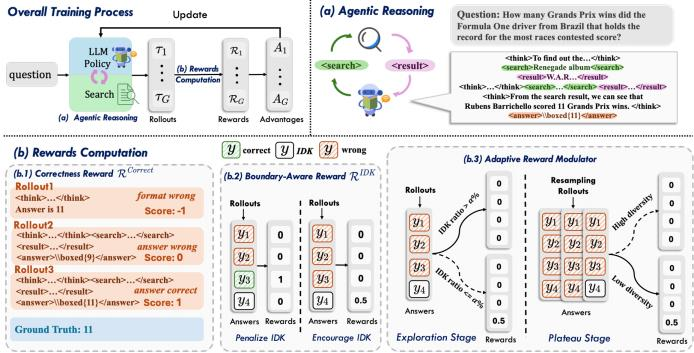 Overall Training Process
Update
question
LLM
Policy
Search
(a) Agentic Reasoning
τ1
τG
Rollouts
(b) Rewards
Computation
R1
RG
Rewards
A1
AG
Advantages
(a) Agentic Reasoning
<search>
<result>
Question: How many Grands Prix wins did the
Formula One driver from Brazil that holds the
record for the most races contested score?
<think>To find out the...</think>
<search>Renegade album</search>
<result>W.A.R...</result>
<think>...</think><search>...</search><result>...</result>
<think>From the search result, we can see that
Rubens Barrichello scored 11 Grands Prix wins. </think>
<answer>\\boxed{11}</answer>
(b) Rewards Computation
y correct y IDK y wrong
(b.1) Correctness Reward R^Correct
Rollout1
<think>...</think> format wrong
Answer is 11 Score: -1
Rollout2
<think>...</think><search>...</search>
<result>...</result> answer wrong
<answer>\\boxed{9}</answer> Score: 0
Rollout3
<think>...</think><search>...</search>
<result>...</result> answer correct
<answer>\\boxed{11}</answer> Score: 1
Ground Truth: 11
(b.2) Boundary-Aware Reward R^IDK
Rollouts
y1 0
y2 0
y3 1
y4 0
Answers Rewards
Penalize IDK
Rollouts
y1 0
y2 0
y3 0
y4 0.5
Answers Rewards
Encourage IDK
(b.3) Adaptive Reward Modulator
Rollouts
y1
y2
y3
y4
Answers
IDK ratio > α%
IDK ratio <= α%
0
0
0
0
0
0
0
0.5
Rewards
Exploration Stage
Resampling
Rollouts
y1 y1 y1
y2 y2 y2
y3 y3 y3
y4 y4 y4
Answers
High diversity
Low diversity
0
0
0
0
0
0
0
0.5
Rewards
Plateau Stage